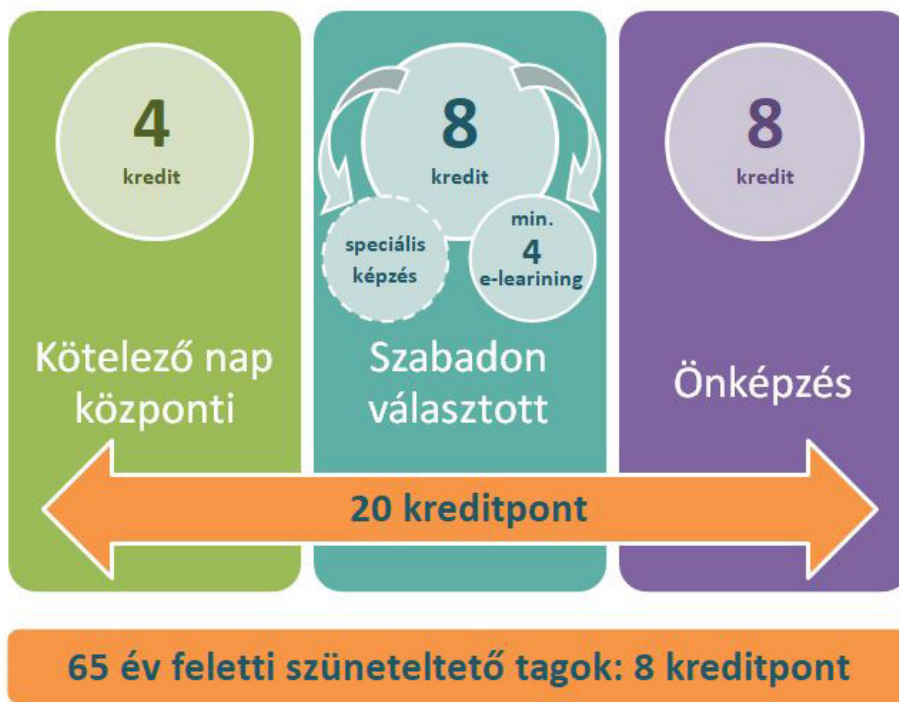 4
kredit
Kötelező nap
központi
8
kredit
speciális
képzés
min.
4
e-learining
Szabadon
választott
8
kredit
Önképzés
20 kreditpont
65 év feletti szüneteltető tagok: 8 kreditpont